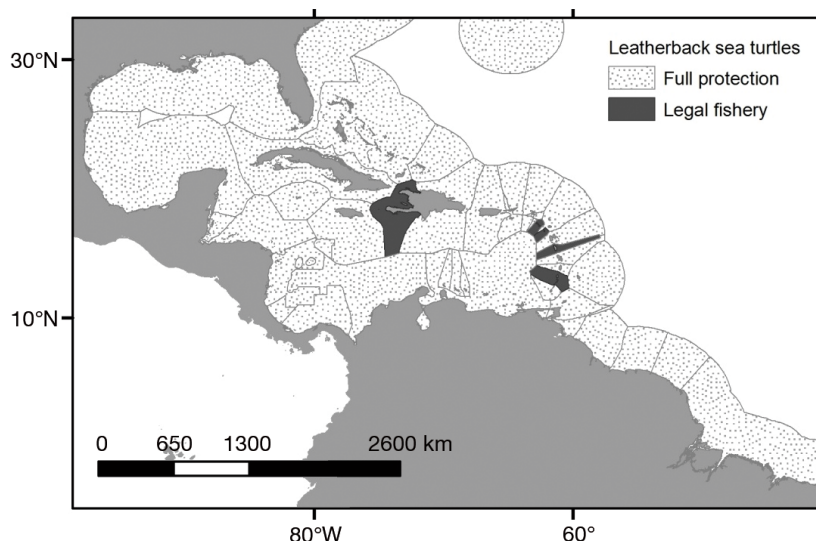 30°N
Leatherback sea turtles
Full protection
Legal fishery
10°N
0 650 1300 2600 km
80°W 60°